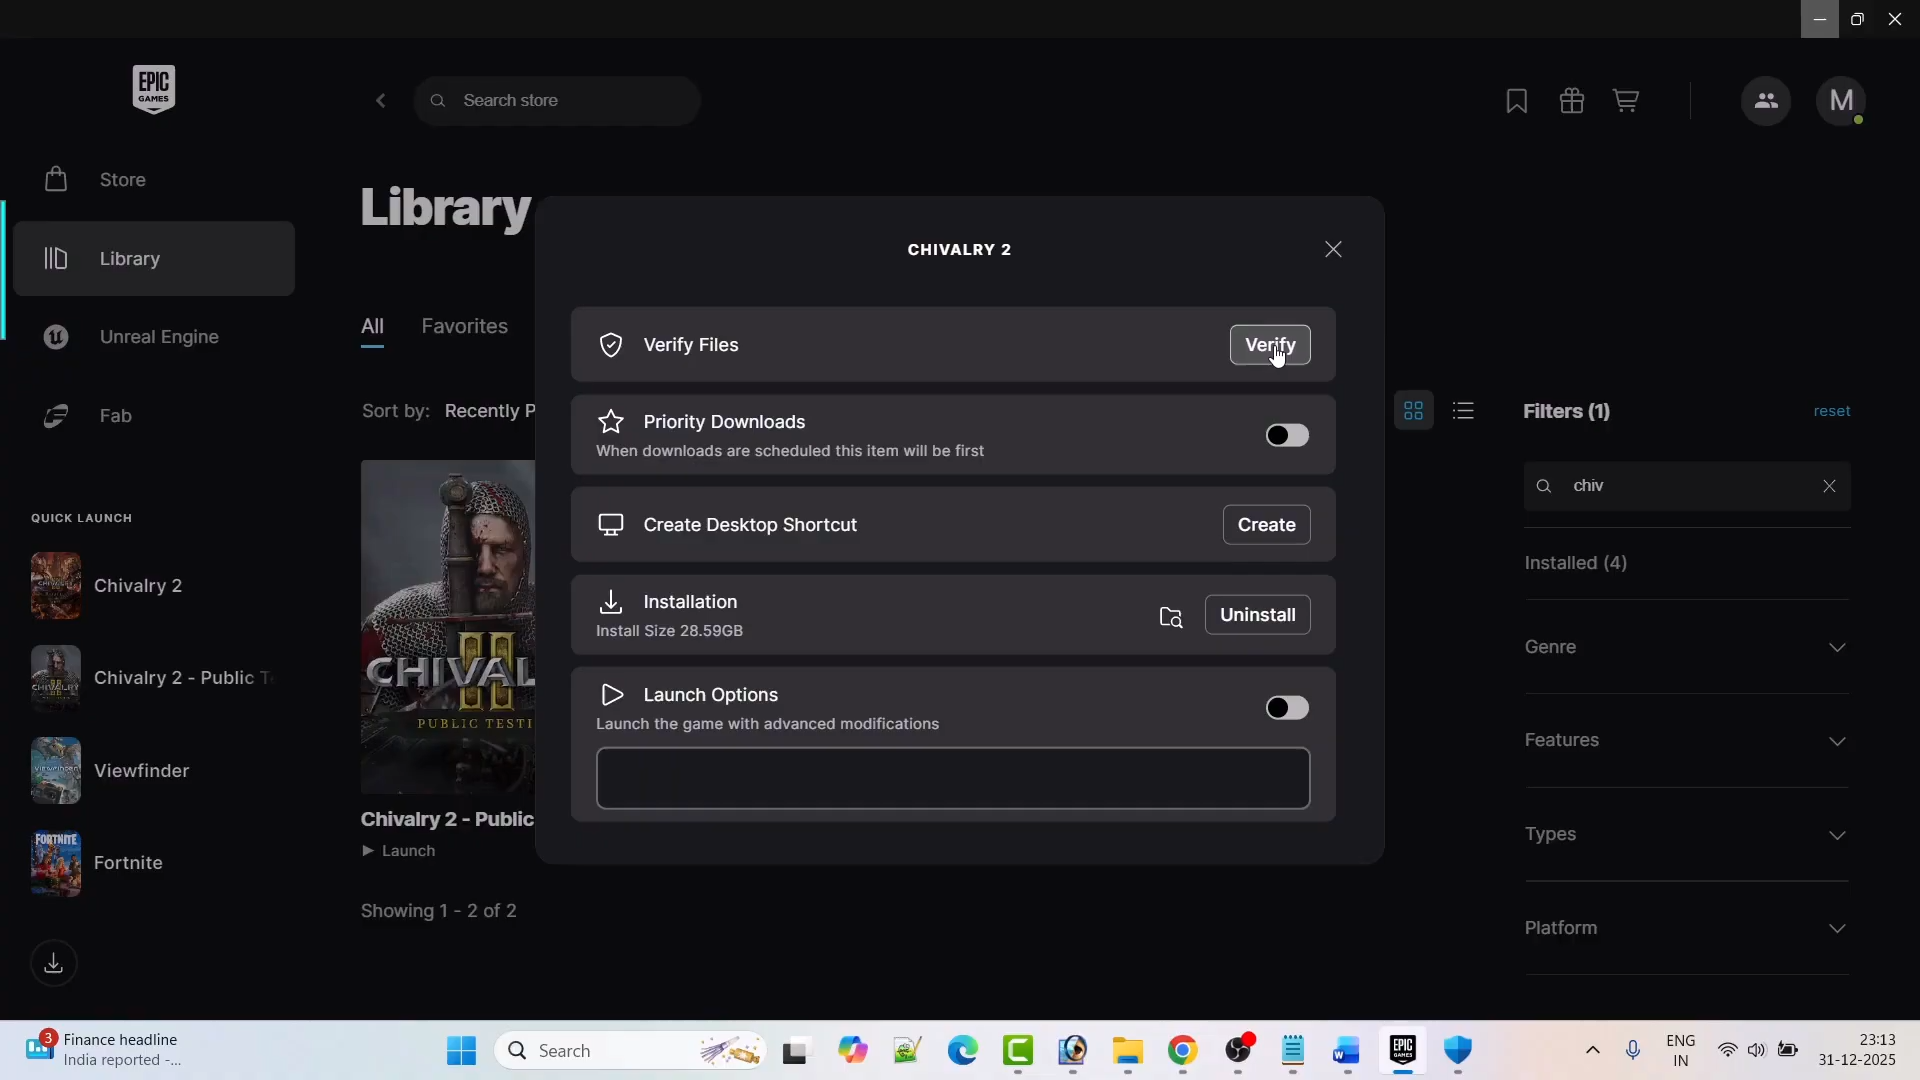 EPIC
GAMES
Search store
M
Store
Library
Unreal Engine
Fab
QUICK LAUNCH
Chivalry 2
Chivalry 2 - Public
Viewfinder
FORTNITE
Fortnite
Library
All
Favorites
Sort by: Recently
CHIVAL
II
PUBLIC TESTI
Chivalry 2 - Public
Launch
Showing 1 - 2 of 2
CHIVALRY 2
Verify Files
Verify
Priority Downloads
When downloads are scheduled this item will be first
Create Desktop Shortcut
Create
Installation
Install Size 28.59GB
Uninstall
Launch Options
Launch the game with advanced modifications
Filters (1)
reset
chiv
Installed (4)
Genre
Features
Types
Platform
3
Finance headline
India reported -...
Search
EPIC
GAMES
ENG
IN
23:13
31-12-2025